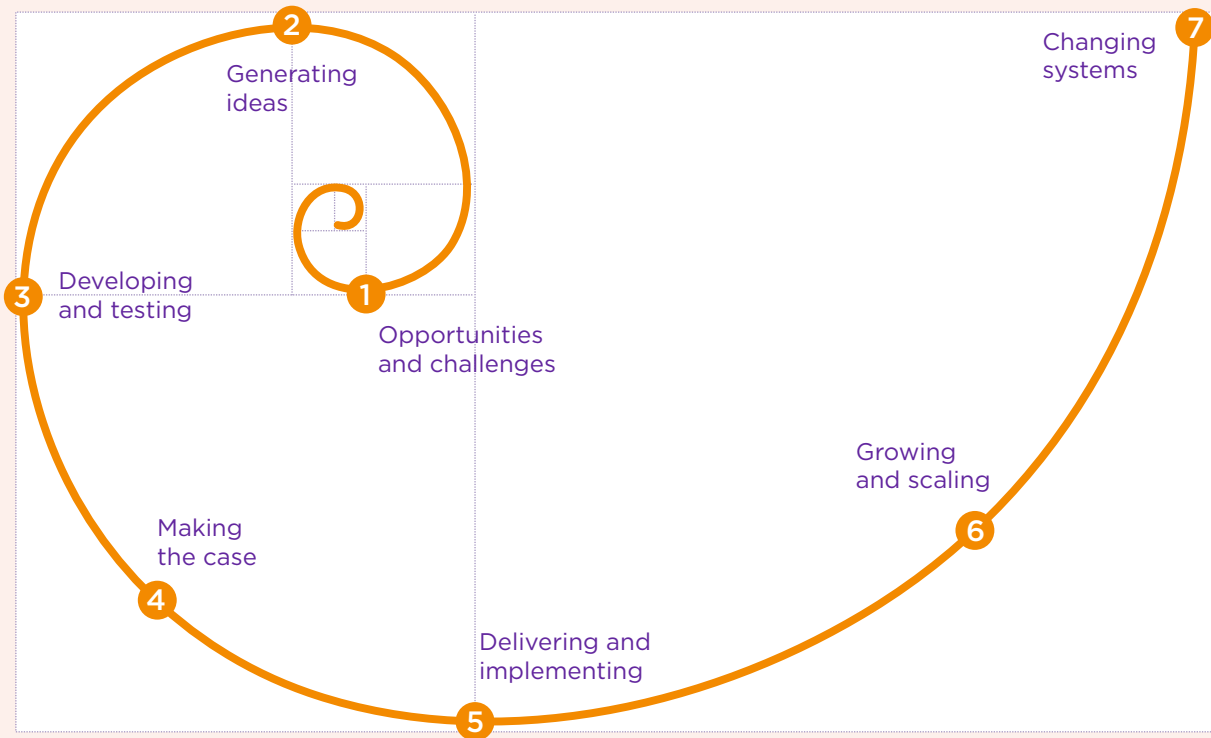 1
Opportunities
and challenges
2
Generating
ideas
3
Developing
and testing
4
Making
the case
5
Delivering and
implementing
6
Growing
and scaling
7
Changing
systems